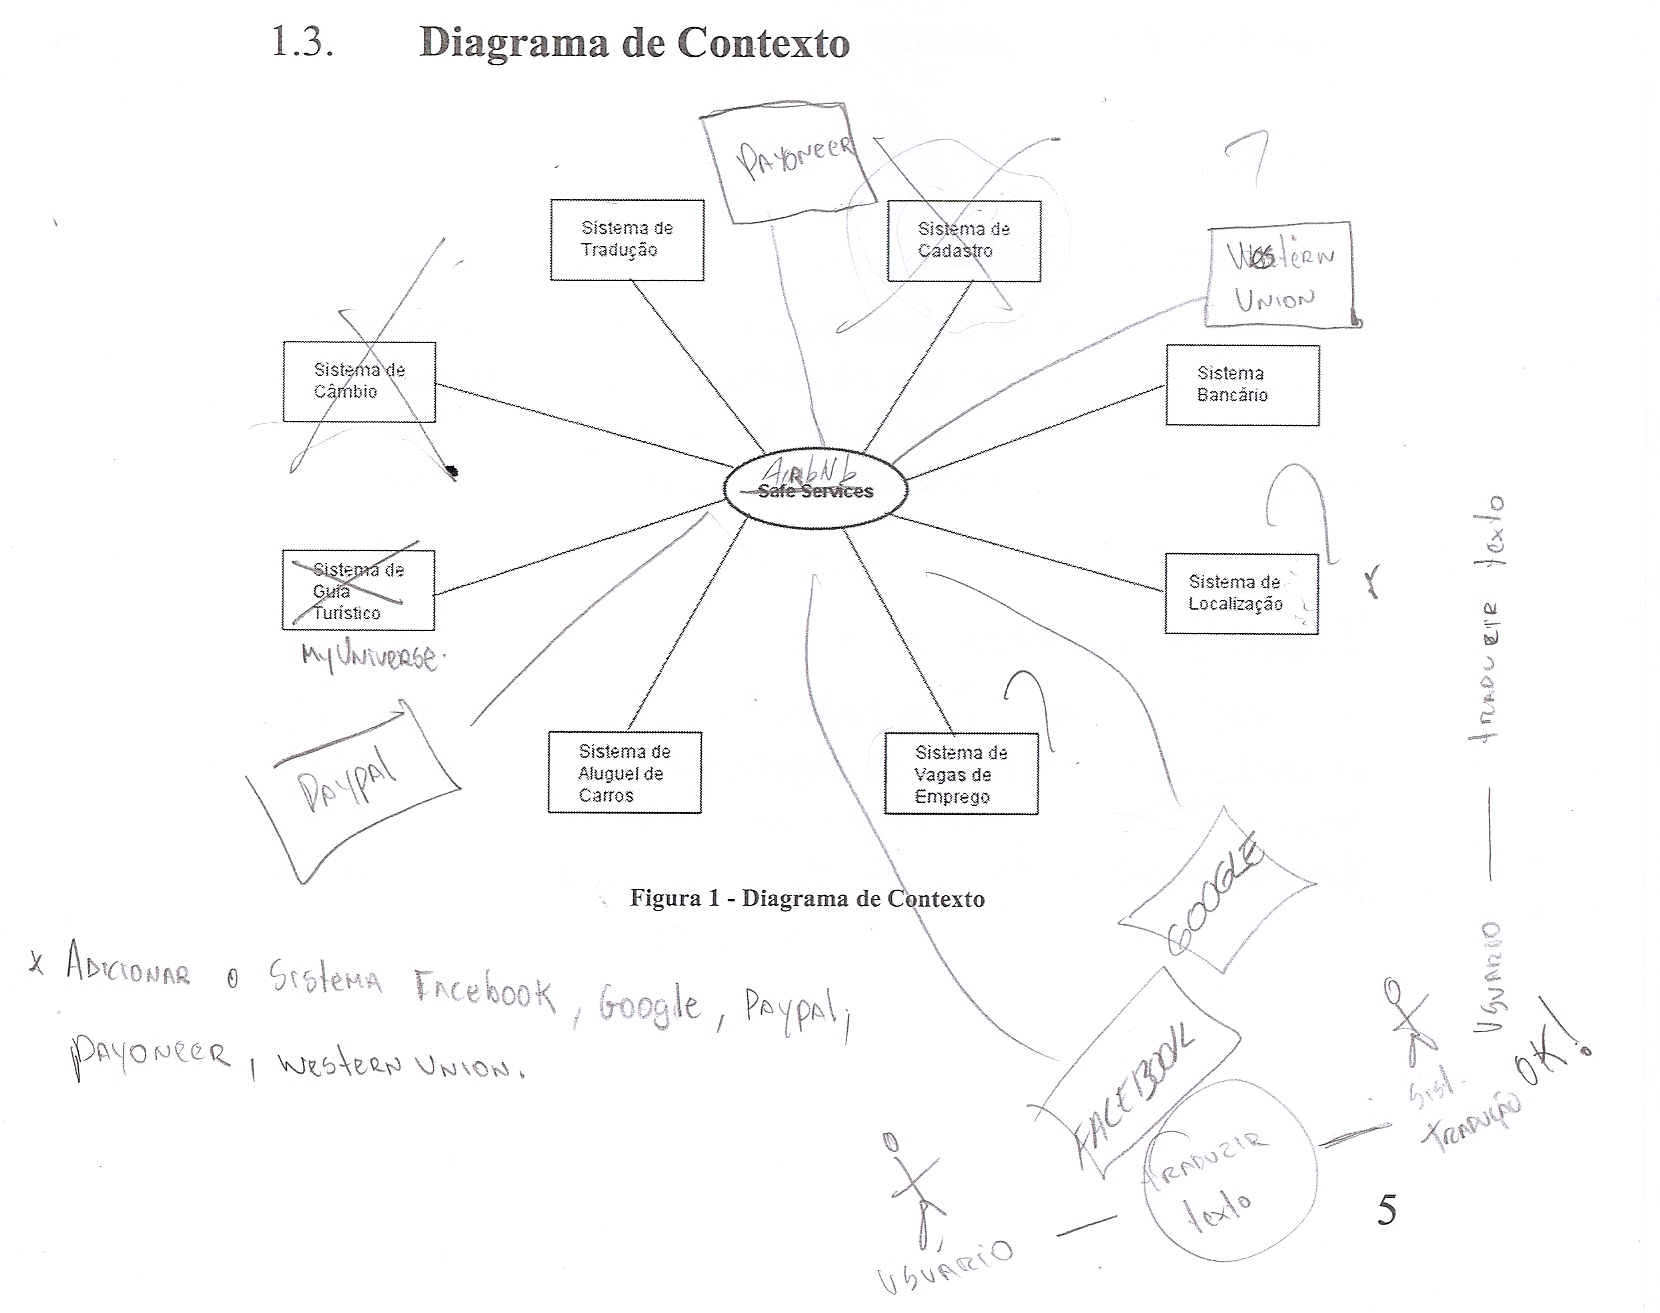 1.3. Diagrama de Contexto
PAYONEER
Sistema de
Tradução
Sistema de
Cadastro
WEStERN
UNION
Sistema de
Câmbio
Sistema
Bancário
AiRbNb
Safe Services
Sistema de
Guia
Turístico
MyUNIVERSE.
Sistema de
Localização
PAYPAL
Sistema de
Aluguel de
Carros
Sistema de
Vagas de
Emprego
GOOGLE
FACEBOOK
Figura 1 - Diagrama de Contexto
x ADICIONAR o SIStEMA FACEbook, Google, PAYPAl,
PAYONEER, WEStERN UNION.
USUARIO — tRADUZIR texto
SISt.
tRADUÇÃO OK!
tRADUZIR
texto
USUÁRIO
5